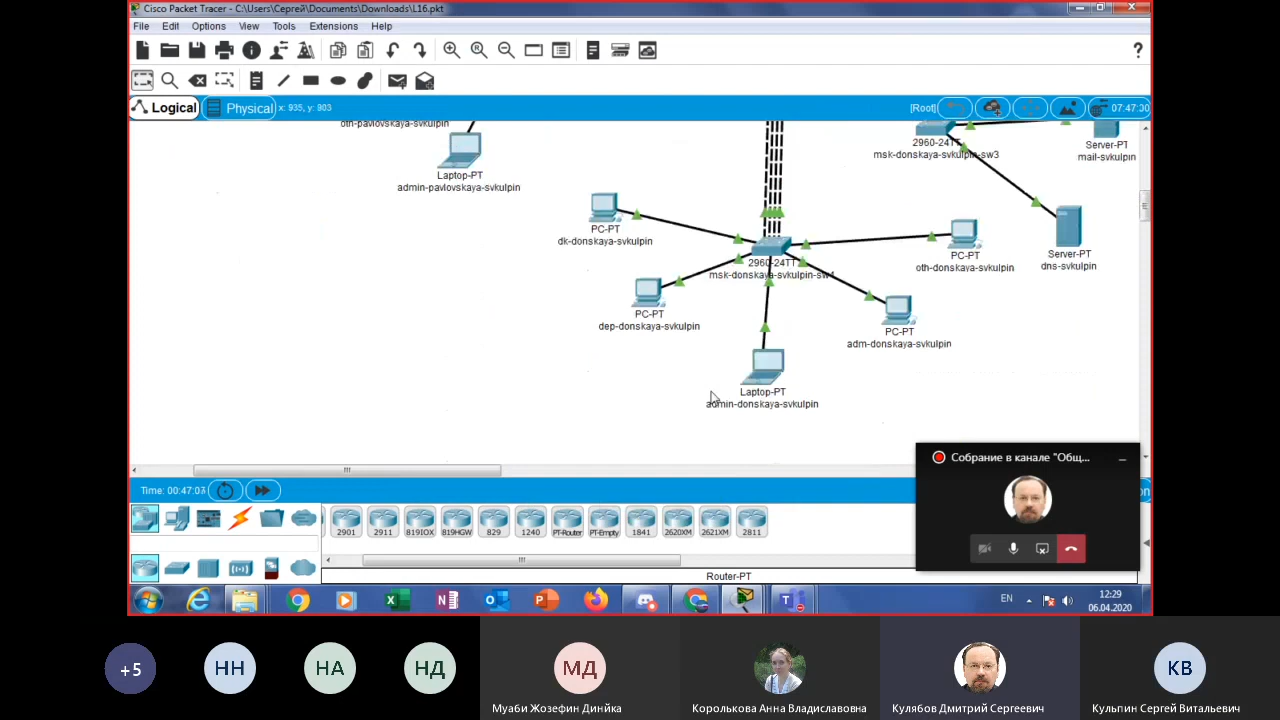 Cisco Packet Tracer - C:\Users\Сергей\Documents\Downloads\L16.pkt
File Edit Options View Tools Extensions Help
?
Logical Physical x: 935, y: 903 [Root] 07:47:30
oth-pavlovskaya-svkulpin
Laptop-PT
admin-pavlovskaya-svkulpin
2960-24TT
msk-donskaya-svkulpin-sw3
Server-PT
mail-svkulpin
PC-PT
dk-donskaya-svkulpin
2960-24TT
msk-donskaya-svkulpin-sw4
PC-PT
oth-donskaya-svkulpin
Server-PT
dns-svkulpin
PC-PT
dep-donskaya-svkulpin
PC-PT
adm-donskaya-svkulpin
Laptop-PT
admin-donskaya-svkulpin
Собрание в канале "Общ...
Time: 00:47:07
2901 2911 819IOX 819HGW 829 1240 PT-Router PT-Empty 1841 2620XM 2621XM 2811
Router-PT
EN
12:29
06.04.2020
+5 НН НА НД МД КВ
Муаби Жозефин Динйка Королькова Анна Владиславовна Кулябов Дмитрий Сергеевич Кульпин Сергей Витальевич